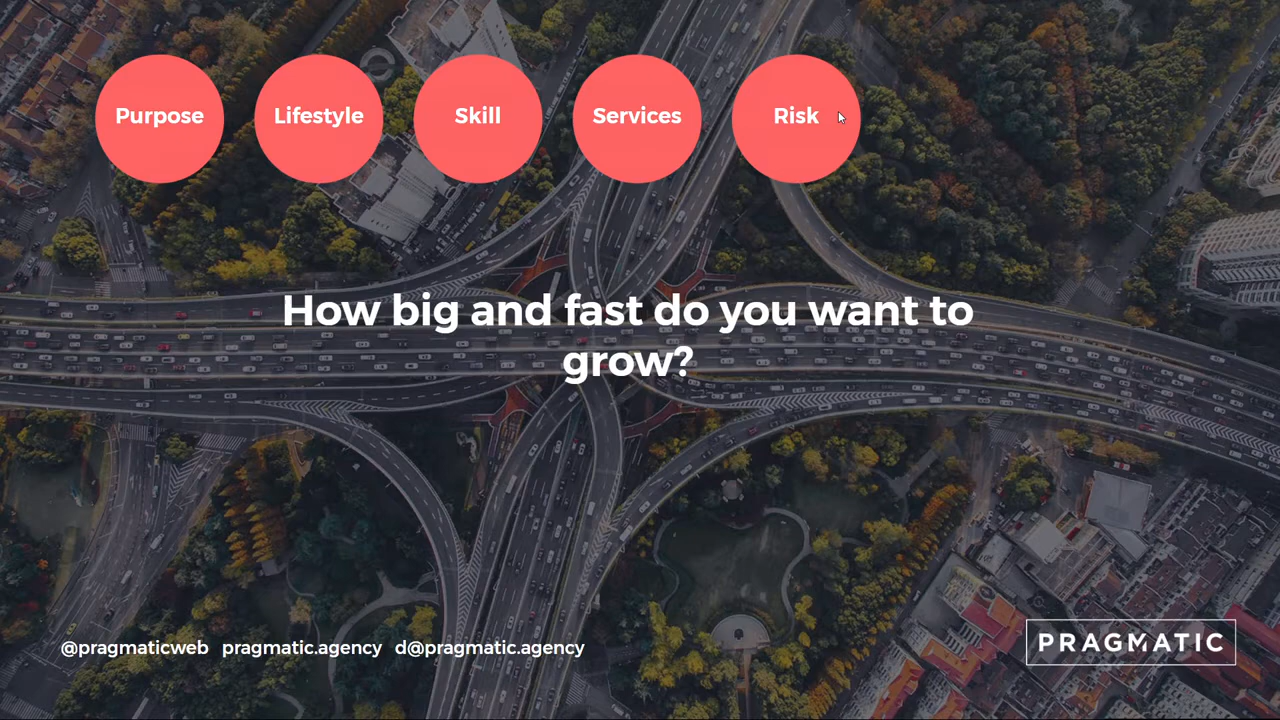 Purpose
Lifestyle
Skill
Services
Risk
How big and fast do you want to
grow?
@pragmaticweb pragmatic.agency d@pragmatic.agency
PRAGMATIC